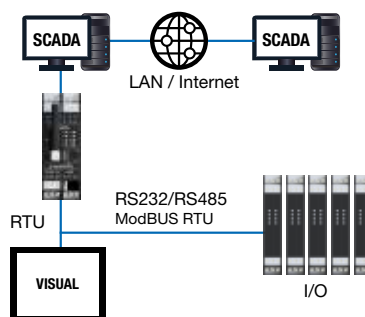 SCADA
SCADA
LAN / Internet
RS232/RS485
ModBUS RTU
RTU
VISUAL
I/O